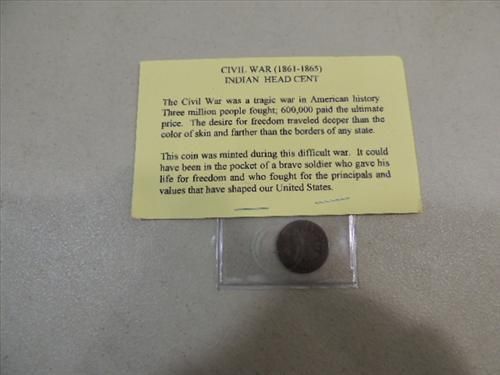 CIVIL WAR (1861-1865)
INDIAN HEAD CENT
The Civil War was a tragic war in American history.
Three million people fought; 600,000 paid the ultimate
price. The desire for freedom traveled deeper than the
color of skin and farther than the borders of any state.
This coin was minted during this difficult war. It could
have been in the pocket of a brave soldier who gave his
life for freedom and who fought for the principals and
values that have shaped our United States.